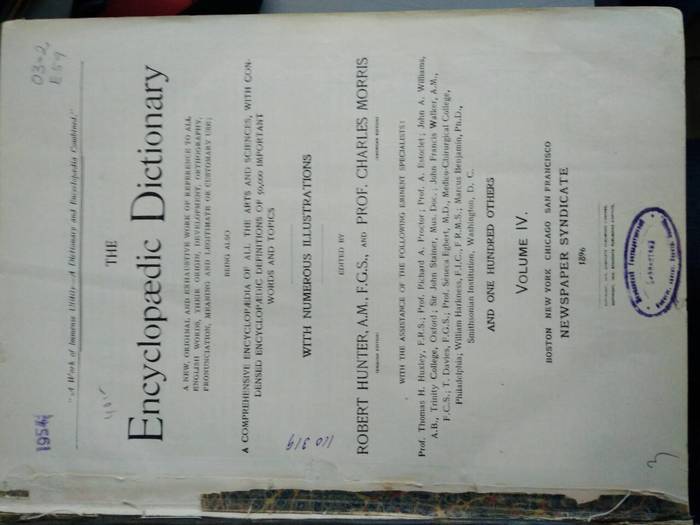 03=2
E59
1954
"A Work of Immense Utility—A Dictionary and Encyclopædia Combined."
THE
Encyclopædic Dictionary
A NEW, ORIGINAL AND EXHAUSTIVE WORK OF REFERENCE TO ALL
ENGLISH WORDS, THEIR ORIGIN, DEVELOPMENT, ORTHOGRAPHY,
PRONUNCIATION, MEANING AND LEGITIMATE OR CUSTOMARY USE;
BEING ALSO
A COMPREHENSIVE ENCYCLOPÆDIA OF ALL THE ARTS AND SCIENCES, WITH CON-
DENSED ENCYCLOPÆDIC DEFINITIONS OF 50,000 IMPORTANT
WORDS AND TOPICS
110 319
WITH NUMEROUS ILLUSTRATIONS
EDITED BY
ROBERT HUNTER, A.M., F.G.S., AND PROF. CHARLES MORRIS
(ENGLISH EDITION) (AMERICAN EDITION)
WITH THE ASSISTANCE OF THE FOLLOWING EMINENT SPECIALISTS:
Prof. Thomas H. Huxley, F.R.S.; Prof. Richard A. Proctor; Prof. A. Estoclet; John A. Williams,
A.B., Trinity College, Oxford; Sir John Stainer, Mus. Doc.; John Francis Walker, A.M.,
F.C.S.; T. Davies, F.G.S.; Prof. Seneca Egbert, M.D., Medico-Chirurgical College,
Philadelphia; William Harkness, F.I.C., F.R.M.S.; Marcus Benjamin, Ph.D.,
Smithsonian Institution, Washington, D. C.
AND ONE HUNDRED OTHERS
VOLUME IV.
BOSTON NEW YORK CHICAGO SAN FRANCISCO
NEWSPAPER SYNDICATE
1896